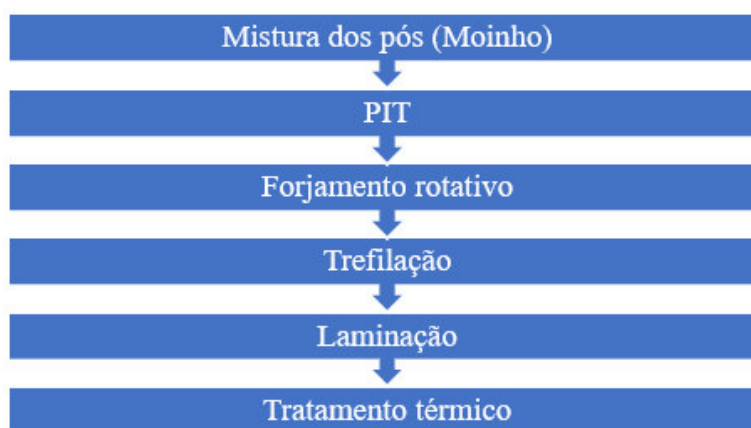 Mistura dos pós (Moinho)
PIT
Forjamento rotativo
Trefilação
Laminação
Tratamento térmico